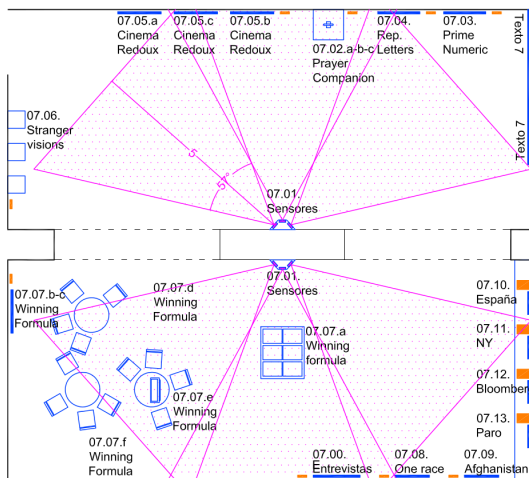 07.05.a
Cinema
Redoux
07.05.c
Cinema
Redoux
07.05.b
Cinema
Redoux
07.02.a-b-c
Prayer
Companion
07.04.
Rep.
Letters
07.03.
Prime
Numeric
Texto 7
Texto 7
07.06.
Stranger
visions
5
57°
07.01.
Sensores
07.01.
Sensores
07.07.b-c
Winning
Formula
07.07.d
Winning
Formula
07.07.a
Winning
formula
07.07.e
Winning
Formula
07.07.f
Winning
Formula
07.10.
España
07.11.
NY
07.12.
Bloomber
07.13.
Paro
07.00.
Entrevistas
07.08.
One race
07.09.
Afghanistan